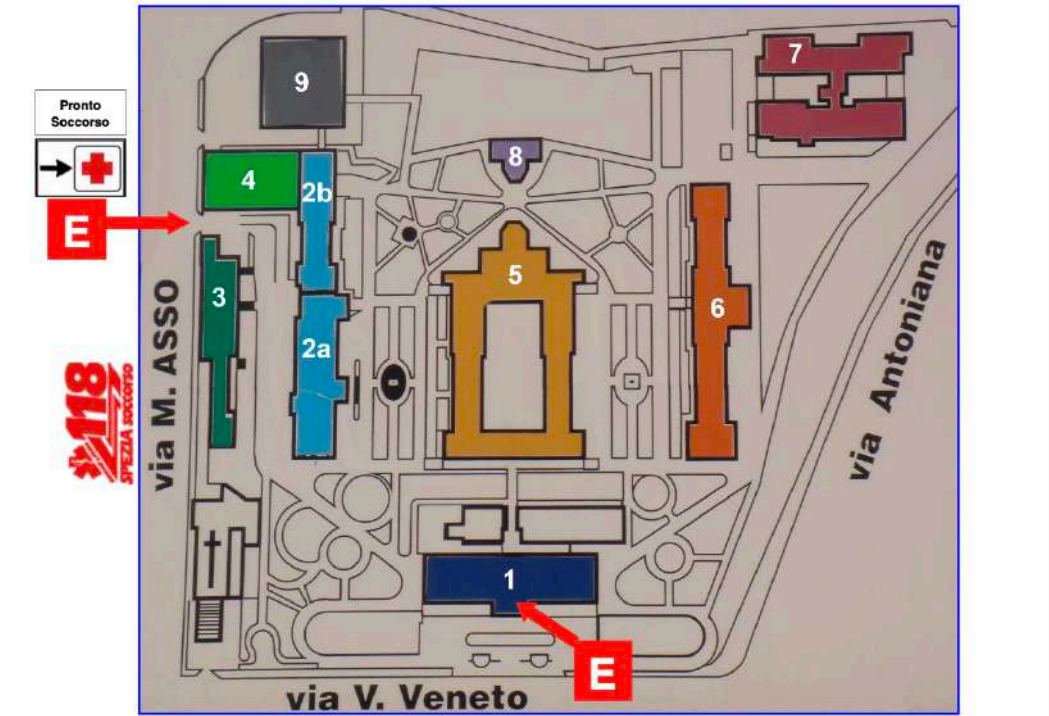 9
7
Pronto
Soccorso
8
4
2b
E
5
3
6
2a
via M. ASSO
118
SPEZIA SOCCORSO
via Antoniana
1
E
via V. Veneto